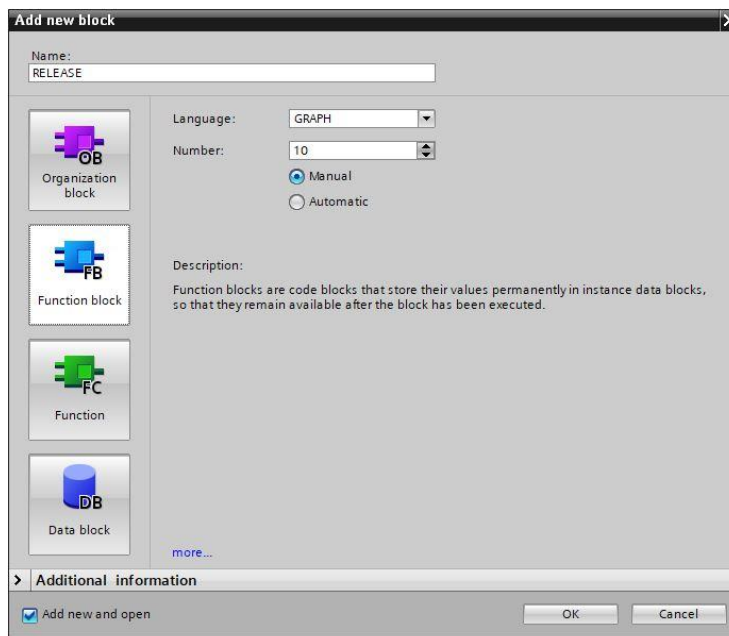 Add new block
Name:
RELEASE
OB
Organization
block
FB
Function block
FC
Function
DB
Data block
Language:
GRAPH
Number:
10
Manual
Automatic
Description:
Function blocks are code blocks that store their values permanently in instance data blocks,
so that they remain available after the block has been executed.
more...
Additional information
Add new and open
OK
Cancel